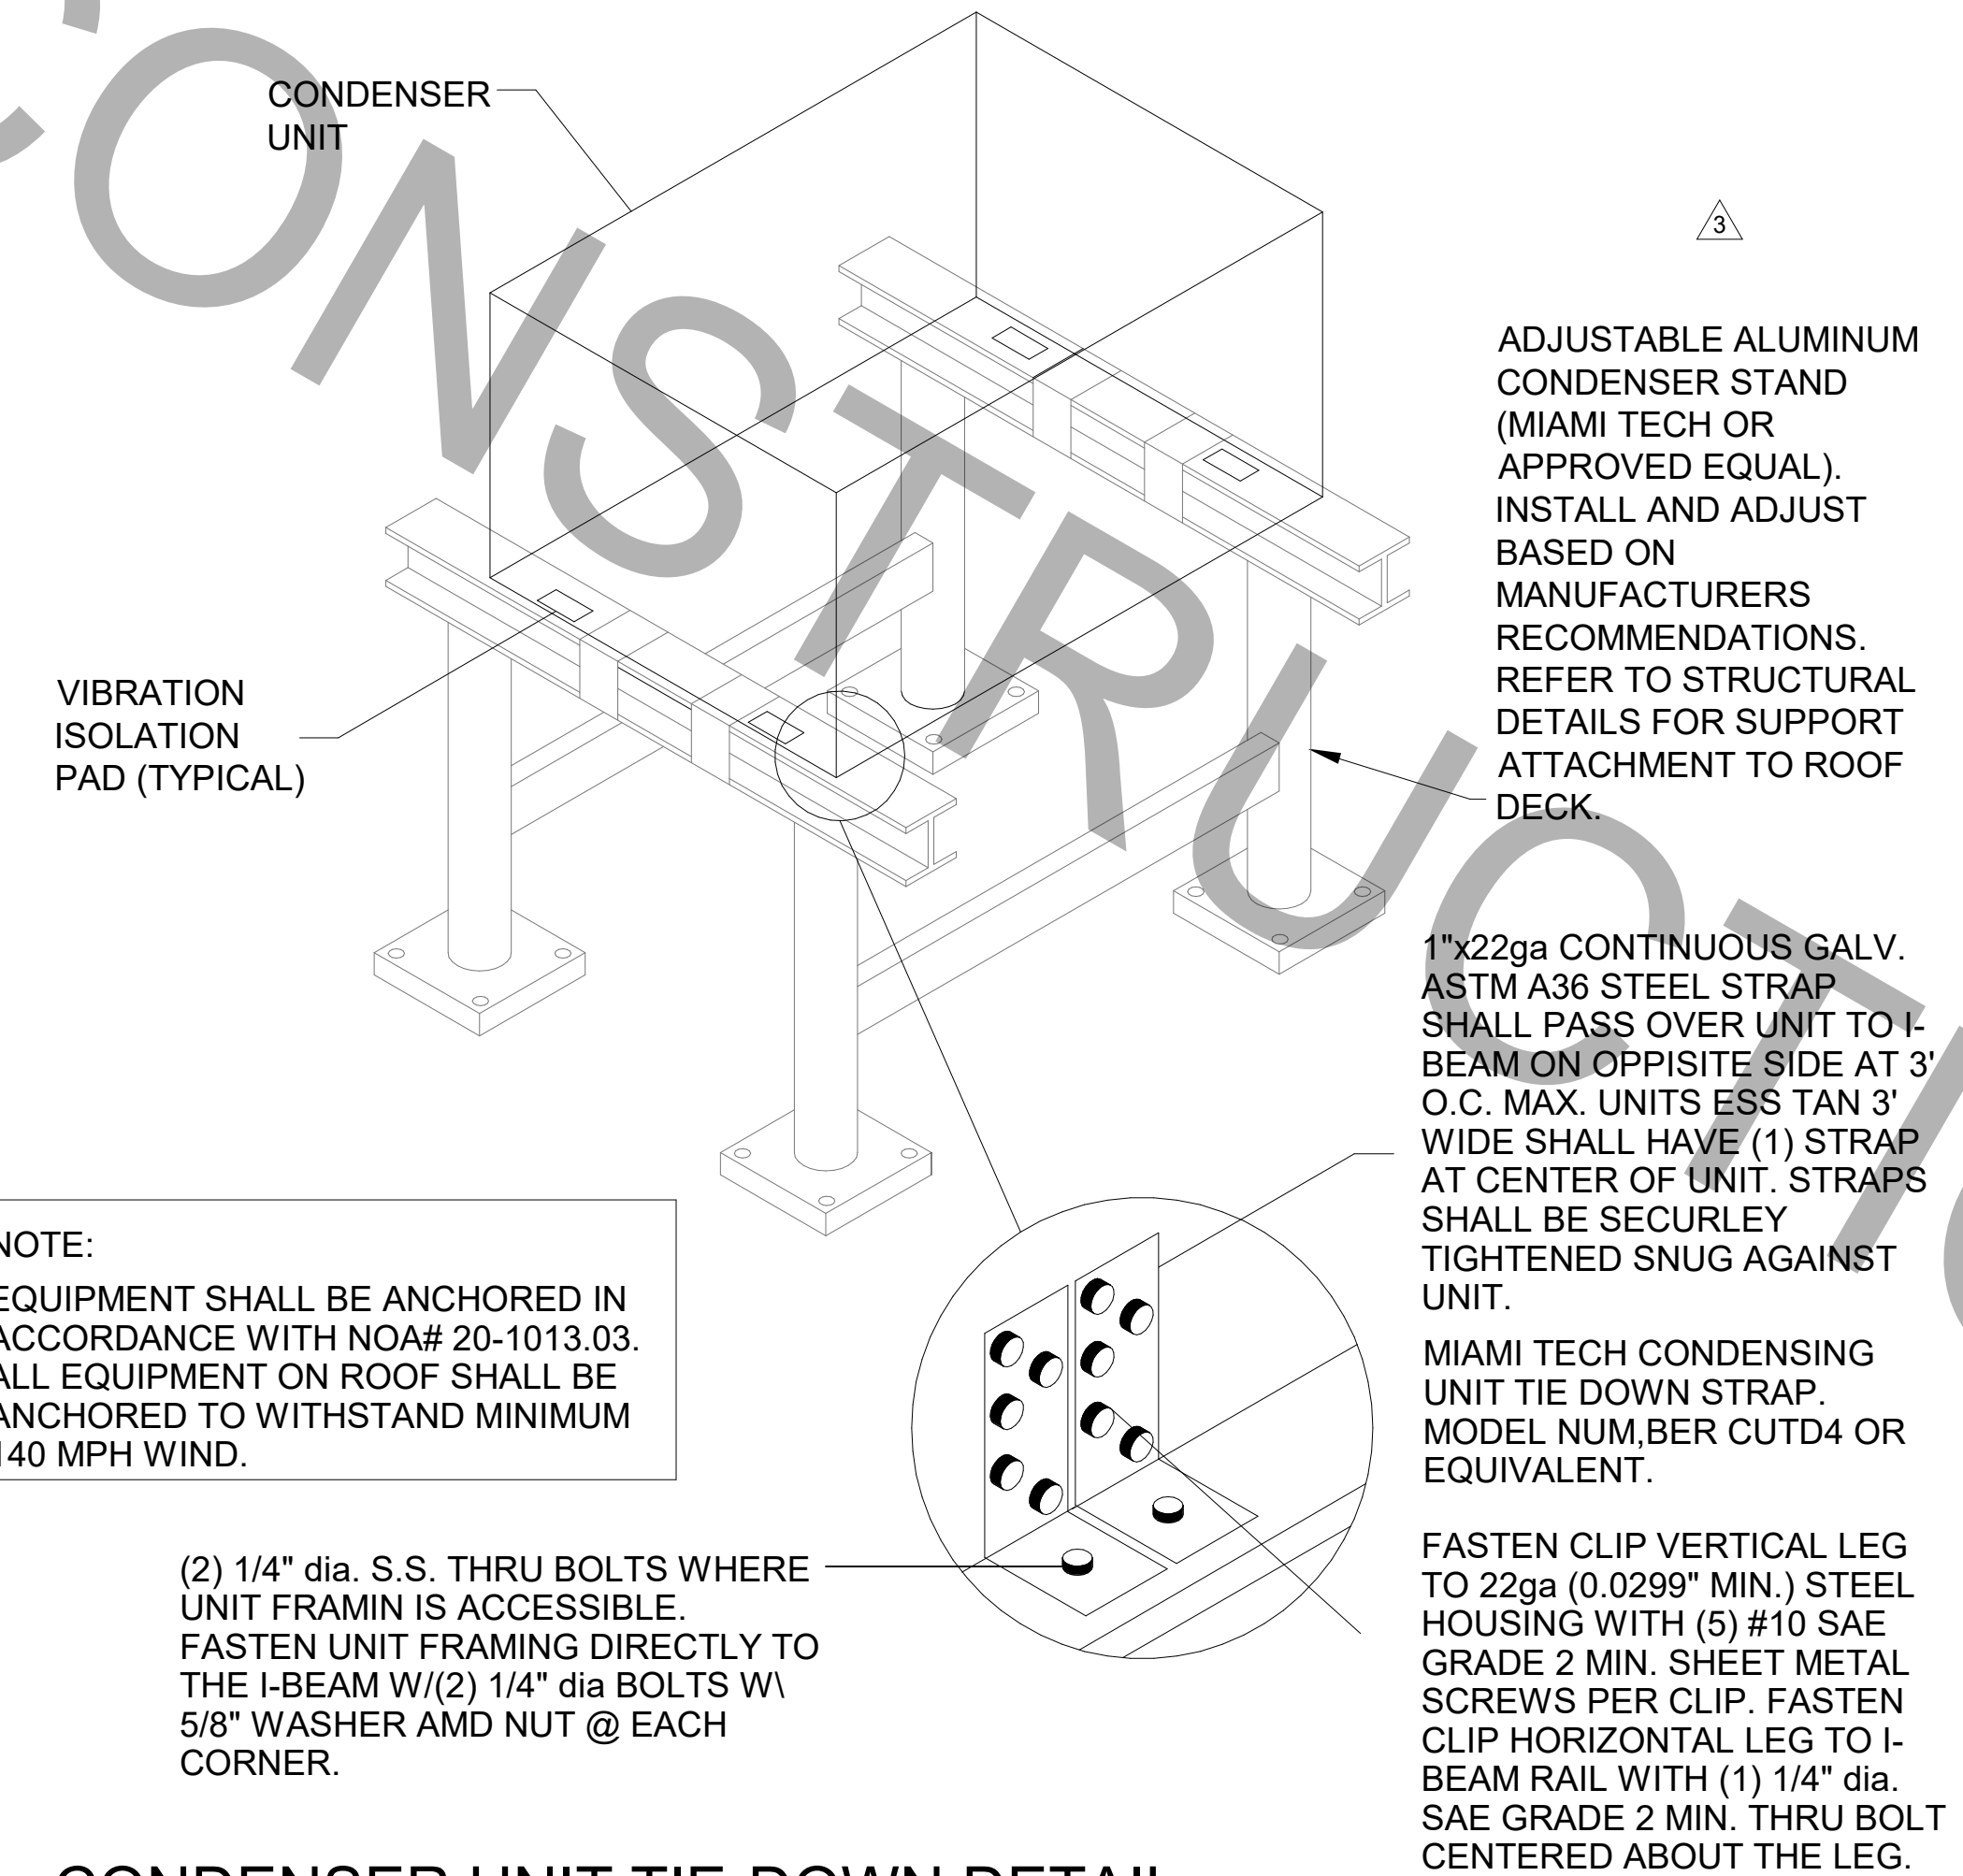 CONDENSER
UNIT
3
ADJUSTABLE ALUMINUM
CONDENSER STAND
(MIAMI TECH OR
APPROVED EQUAL).
INSTALL AND ADJUST
BASED ON
MANUFACTURERS
RECOMMENDATIONS.
REFER TO STRUCTURAL
DETAILS FOR SUPPORT
ATTACHMENT TO ROOF
DECK.
VIBRATION
ISOLATION
PAD (TYPICAL)
1"x22ga CONTINUOUS GALV.
ASTM A36 STEEL STRAP
SHALL PASS OVER UNIT TO I-
BEAM ON OPPISITE SIDE AT 3'
O.C. MAX. UNITS ESS TAN 3'
WIDE SHALL HAVE (1) STRAP
AT CENTER OF UNIT. STRAPS
SHALL BE SECURLEY
TIGHTENED SNUG AGAINST
UNIT.
MIAMI TECH CONDENSING
UNIT TIE DOWN STRAP.
MODEL NUM,BER CUTD4 OR
EQUIVALENT.
FASTEN CLIP VERTICAL LEG
TO 22ga (0.0299" MIN.) STEEL
HOUSING WITH (5) #10 SAE
GRADE 2 MIN. SHEET METAL
SCREWS PER CLIP. FASTEN
CLIP HORIZONTAL LEG TO I-
BEAM RAIL WITH (1) 1/4" dia.
SAE GRADE 2 MIN. THRU BOLT
CENTERED ABOUT THE LEG.
NOTE:
EQUIPMENT SHALL BE ANCHORED IN
ACCORDANCE WITH NOA# 20-1013.03.
ALL EQUIPMENT ON ROOF SHALL BE
ANCHORED TO WITHSTAND MINIMUM
140 MPH WIND.
(2) 1/4" dia. S.S. THRU BOLTS WHERE
UNIT FRAMIN IS ACCESSIBLE.
FASTEN UNIT FRAMING DIRECTLY TO
THE I-BEAM W/(2) 1/4" dia BOLTS W\
5/8" WASHER AMD NUT @ EACH
CORNER.
CONDENSER UNIT TIE-DOWN DETAIL
CONSTRUCTIO